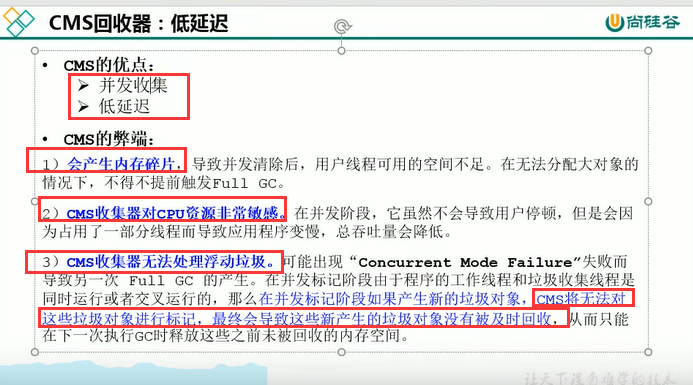 CMS回收器：低延迟
尚硅谷
• CMS的优点：
➢ 并发收集
➢ 低延迟
• CMS的弊端：
1）会产生内存碎片，导致并发清除后，用户线程可用的空间不足。在无法分配大对象的
情况下，不得不提前触发Full GC。
2）CMS收集器对CPU资源非常敏感。在并发阶段，它虽然不会导致用户停顿，但是会因
为占用了一部分线程而导致应用程序变慢，总吞吐量会降低。
3）CMS收集器无法处理浮动垃圾。可能出现“Concurrent Mode Failure”失败而
导致另一次 Full GC 的产生。在并发标记阶段由于程序的工作线程和垃圾收集线程是
同时运行或者交叉运行的，那么在并发标记阶段如果产生新的垃圾对象，CMS将无法对
这些垃圾对象进行标记，最终会导致这些新产生的垃圾对象没有被及时回收，从而只能
在下一次执行GC时释放这些之前未被回收的内存空间。
让天下没有难学的技术